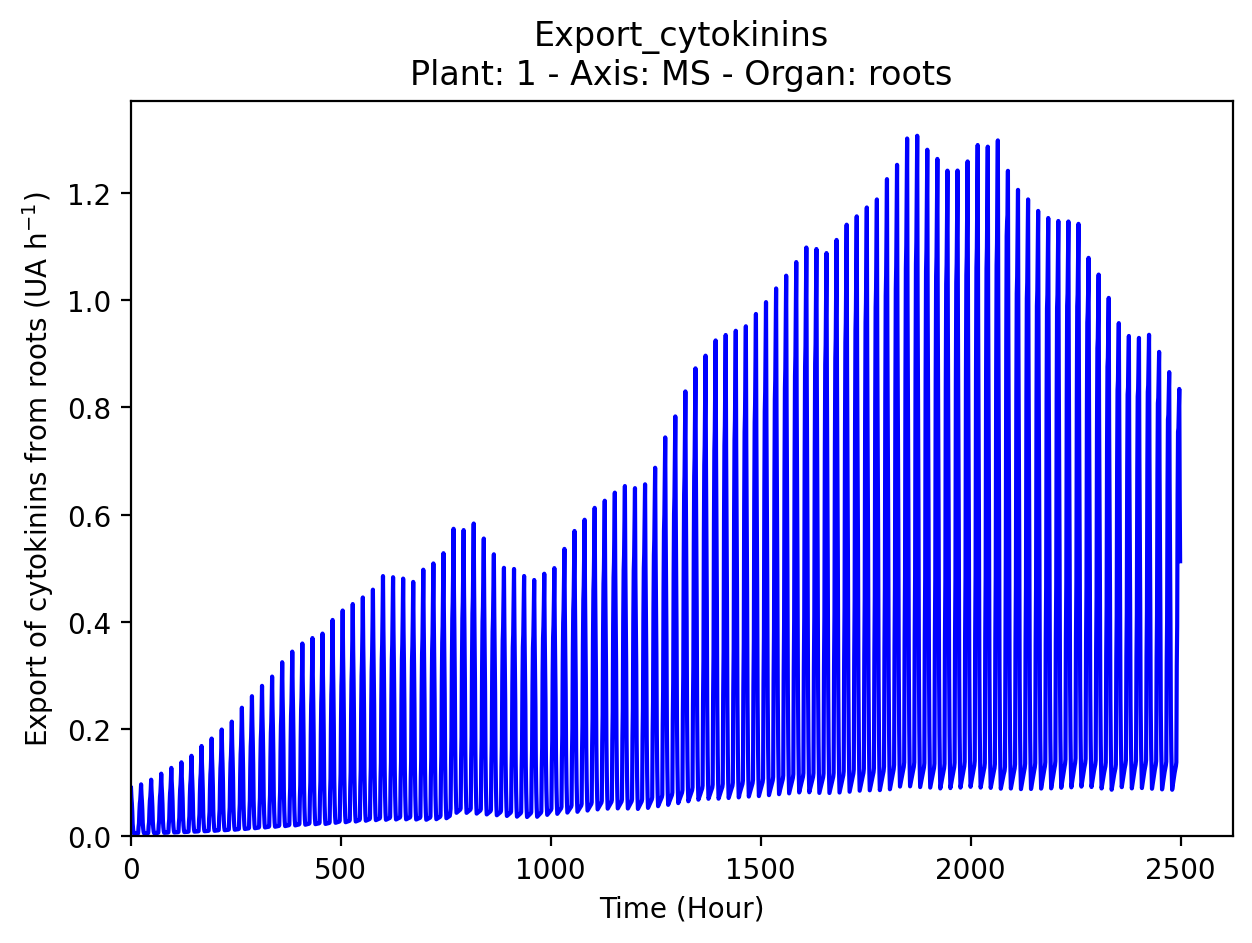 Export_cytokinins
Plant: 1 - Axis: MS - Organ: roots
Export of cytokinins from roots (UA h⁻¹)
1.2
1.0
0.8
0.6
0.4
0.2
0.0
0 500 1000 1500 2000 2500
Time (Hour)